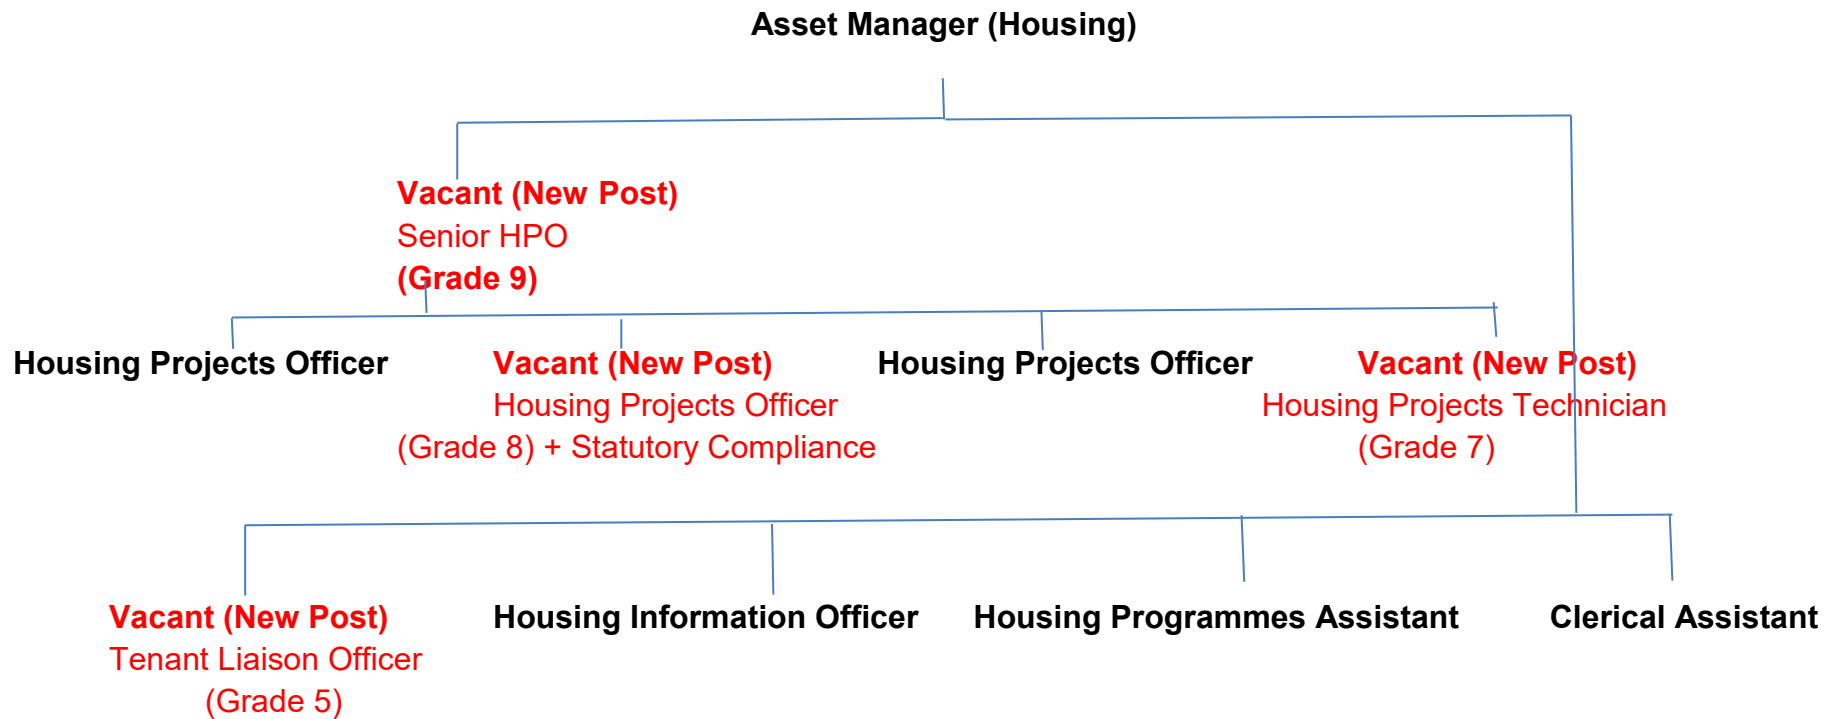 Asset Manager (Housing)
Vacant (New Post)
Senior HPO
(Grade 9)
Housing Projects Officer
Vacant (New Post)
Housing Projects Officer
(Grade 8) + Statutory Compliance
Housing Projects Officer
Vacant (New Post)
Housing Projects Technician
(Grade 7)
Vacant (New Post)
Tenant Liaison Officer
(Grade 5)
Housing Information Officer
Housing Programmes Assistant
Clerical Assistant